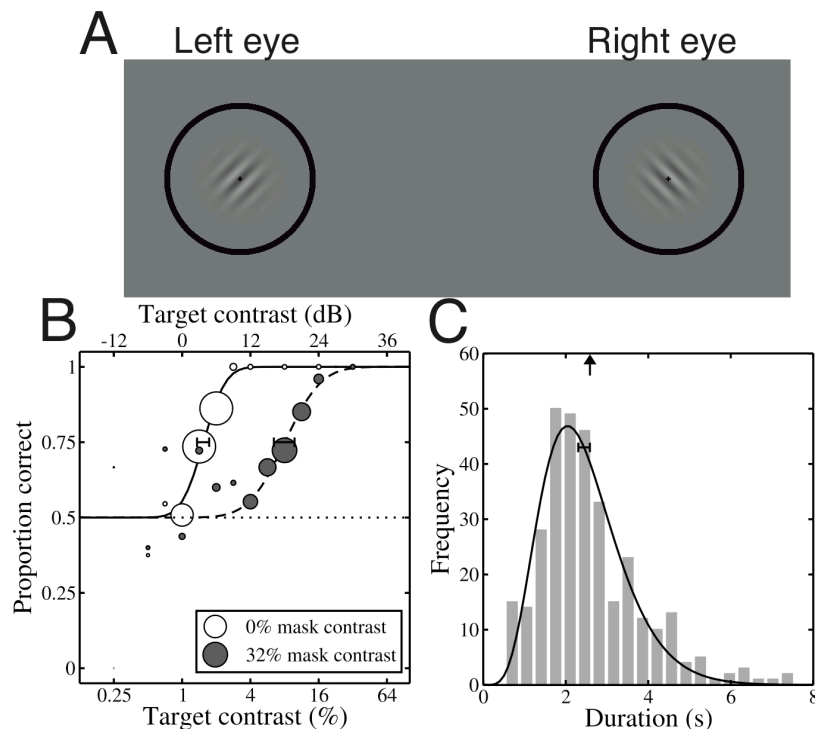 A
Left eye
Right eye
B
Target contrast (dB)
-12 0 12 24 36
1
0.75
0.5
0.25
0
Proportion correct
0% mask contrast
32% mask contrast
0.25 1 4 16 64
Target contrast (%)
C
60
50
40
30
20
10
0
Frequency
0 2 4 6 8
Duration (s)